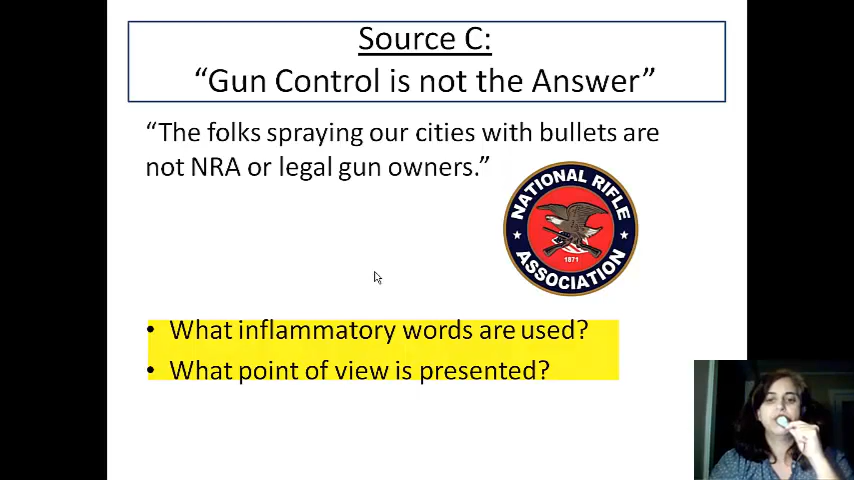 Source C:
“Gun Control is not the Answer”
“The folks spraying our cities with bullets are
not NRA or legal gun owners.”
NATIONAL RIFLE
1871
ASSOCIATION
• What inflammatory words are used?
• What point of view is presented?